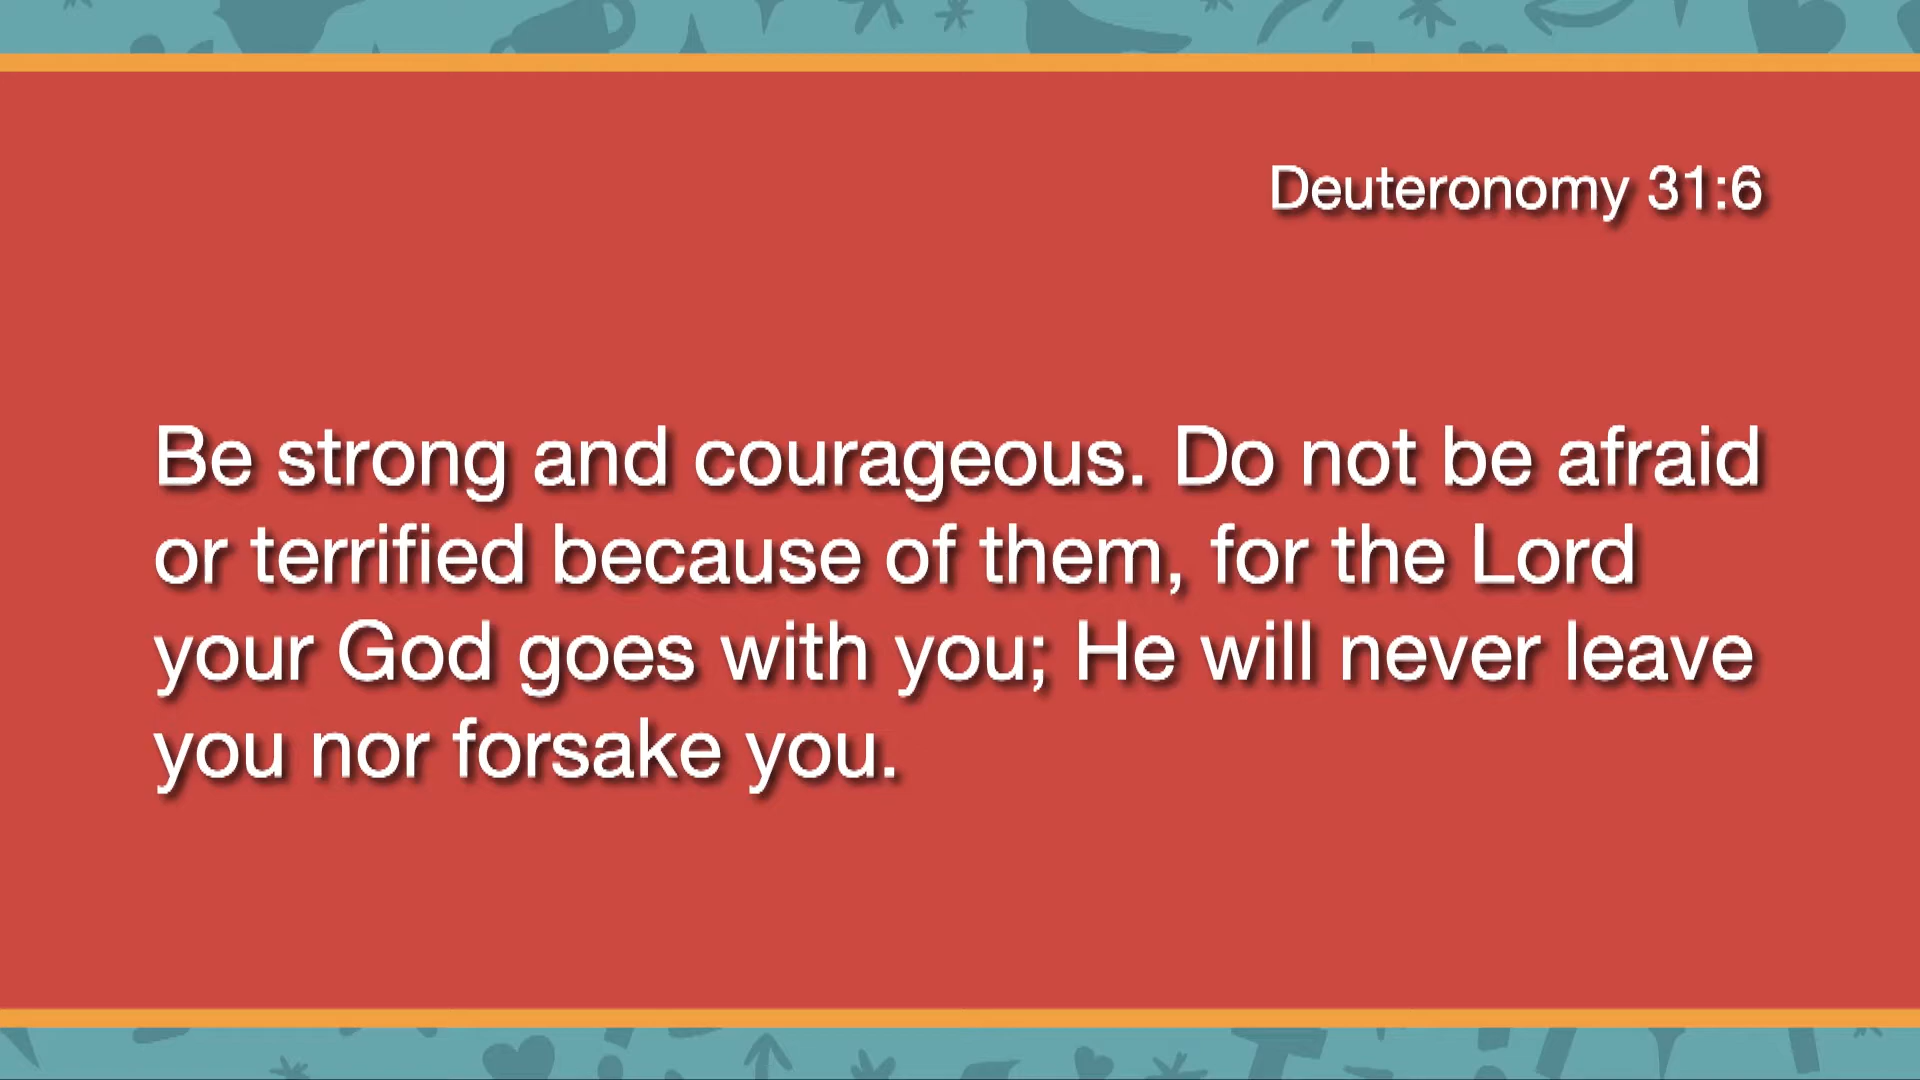 Deuteronomy 31:6
Be strong and courageous. Do not be afraid
or terrified because of them, for the Lord
your God goes with you; He will never leave
you nor forsake you.